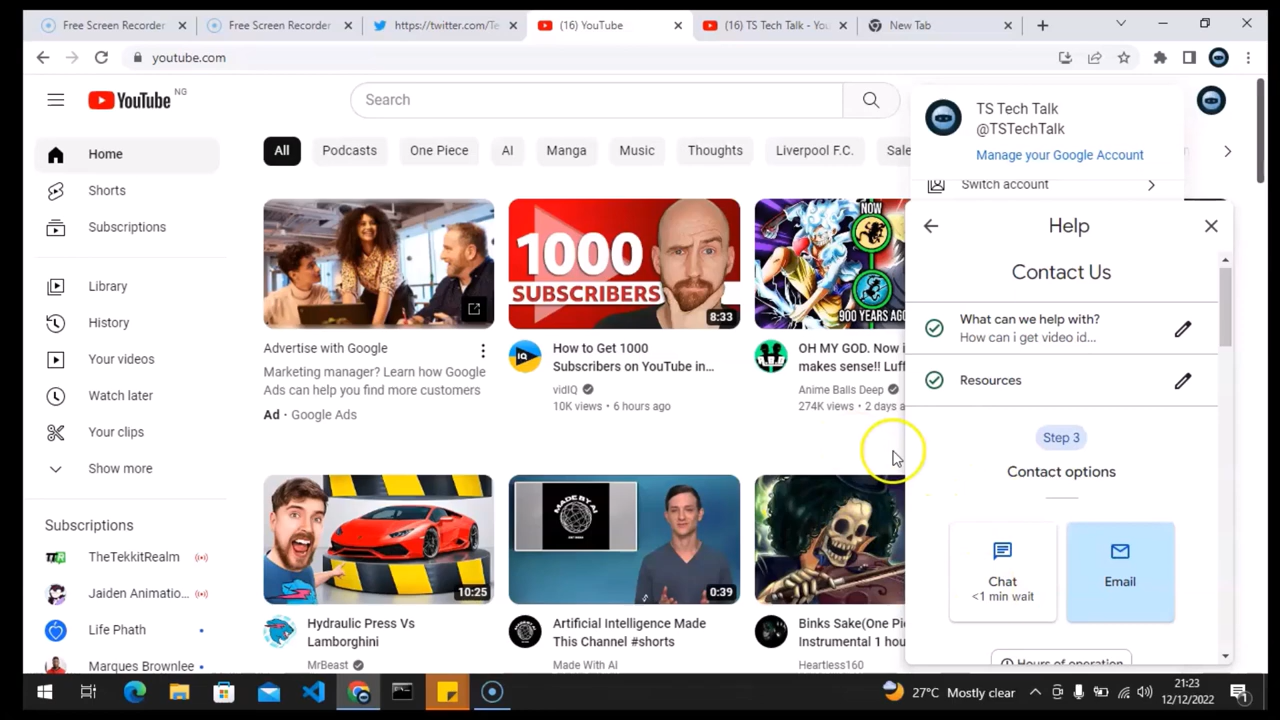 Free Screen Recorder
Free Screen Recorder
https://twitter.com/Te
(16) YouTube
(16) TS Tech Talk - You
New Tab
youtube.com
YouTube NG
Search
TS Tech Talk
@TSTechTalk
Manage your Google Account
Switch account
Home
Shorts
Subscriptions
Library
History
Your videos
Watch later
Your clips
Show more
Subscriptions
TheTekkitRealm
Jaiden Animatio...
Life Phath
Marques Brownlee
All
Podcasts
One Piece
AI
Manga
Music
Thoughts
Liverpool F.C.
Sale
Advertise with Google
Marketing manager? Learn how Google
Ads can help you find more customers
Ad · Google Ads
1000
SUBSCRIBERS
8:33
How to Get 1000
Subscribers on YouTube in...
vidIQ
10K views • 6 hours ago
NOW
900 YEARS AGO
OH MY GOD. Now i
makes sense!! Luff
Anime Balls Deep
274K views • 2 days a
10:25
Hydraulic Press Vs
Lamborghini
MrBeast
MADE BY AI
0:39
Artificial Intelligence Made
This Channel #shorts
Made With AI
Binks Sake(One Pie
Instrumental 1 hou
Heartless160
Help
Contact Us
What can we help with?
How can i get video id...
Resources
Step 3
Contact options
Chat
<1 min wait
Email
Hours of operation
27°C Mostly clear
21:23
12/12/2022
1